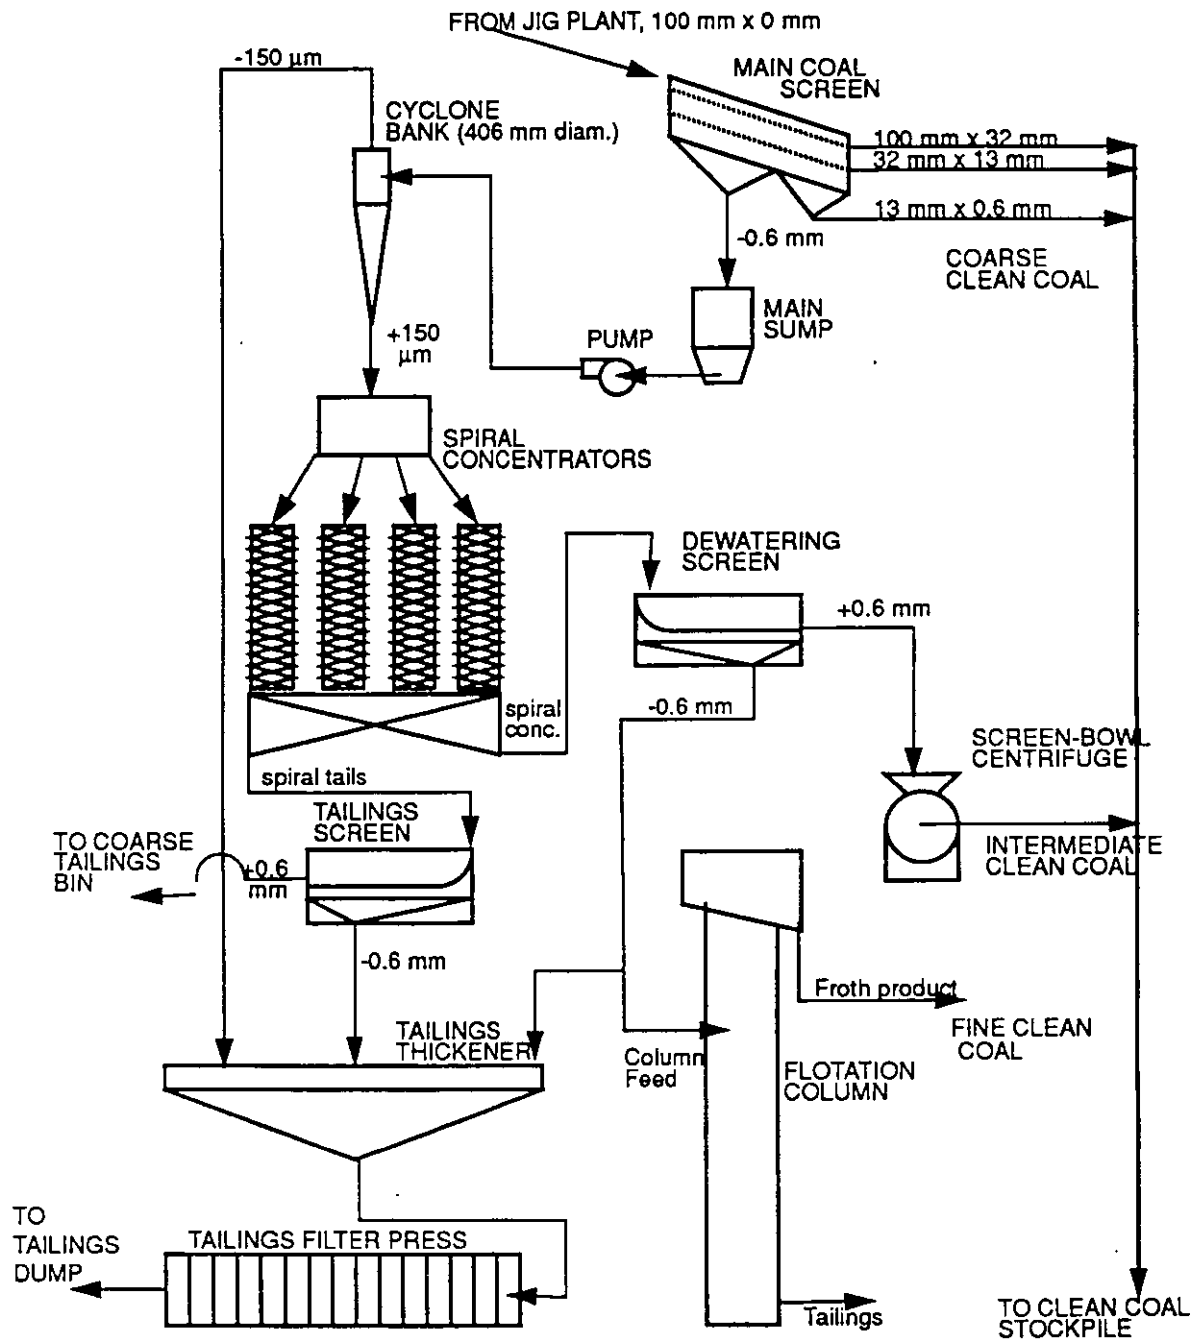 FROM JIG PLANT, 100 mm x 0 mm
-150 µm
MAIN COAL
SCREEN
CYCLONE
BANK (406 mm diam.)
100 mm x 32 mm
32 mm x 13 mm
13 mm x 0.6 mm
-0.6 mm
COARSE
CLEAN COAL
MAIN
SUMP
PUMP
+150
µm
SPIRAL
CONCENTRATORS
DEWATERING
SCREEN
+0.6 mm
spiral
conc.
-0.6 mm
SCREEN-BOWL
CENTRIFUGE
spiral tails
TAILINGS
SCREEN
TO COARSE
TAILINGS
BIN
+0.6
mm
INTERMEDIATE
CLEAN COAL
-0.6 mm
Froth product
FINE CLEAN
COAL
TAILINGS
THICKENER
Column
Feed
FLOTATION
COLUMN
TO
TAILINGS
DUMP
TAILINGS FILTER PRESS
Tailings
TO CLEAN COAL
STOCKPILE